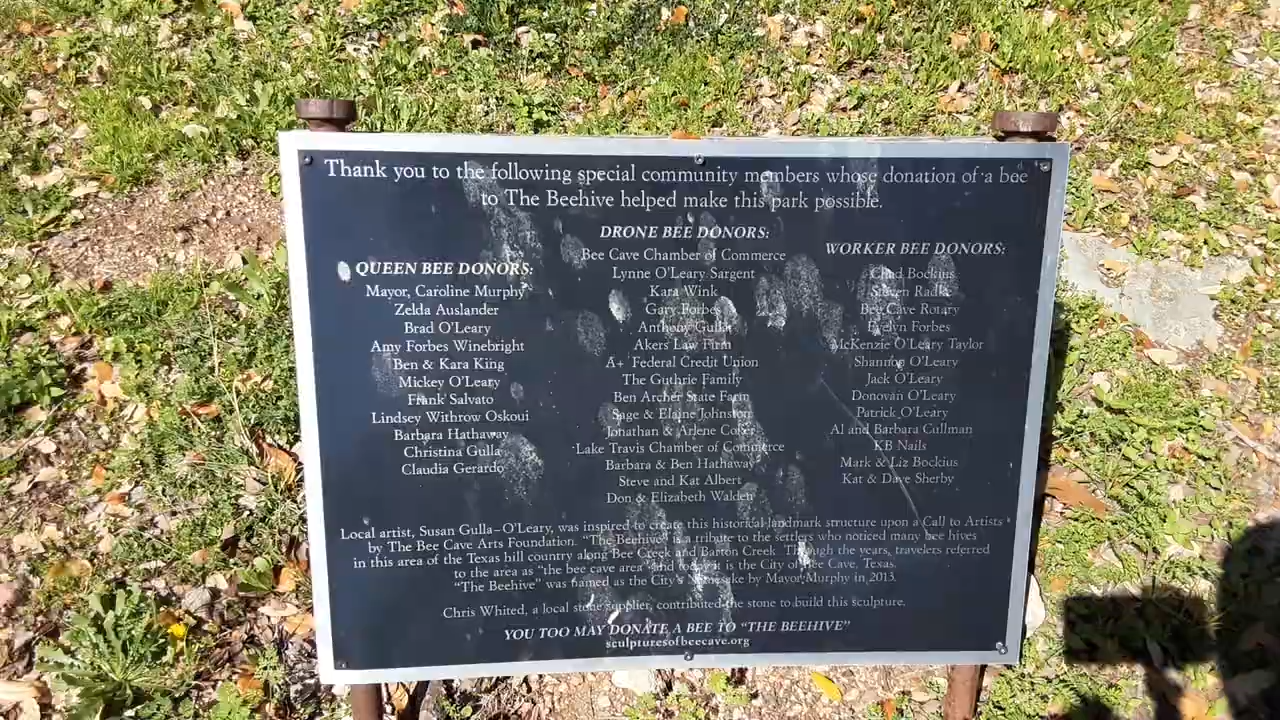 Thank you to the following special community members whose donation of a bee
to The Beehive helped make this park possible.
QUEEN BEE DONORS:
Mayor, Caroline Murphy
Zelda Auslander
Brad O'Leary
Amy Forbes Winebright
Ben & Kara King
Mickey O'Leary
Frank Salvato
Lindsey Withrow Oskoui
Barbara Hathaway
Christina Gulla
Claudia Gerardo
DRONE BEE DONORS:
Bee Cave Chamber of Commerce
Lynne O'Leary Sargent
Kara Wink
Gary Forbes
Anthony Gulla
Akers Law Firm
A+ Federal Credit Union
The Guthrie Family
Ben Archer State Farm
Sage & Elaine Johnston
Jonathan & Arlene
Lake Travis Chamber of Commerce
Barbara & Ben Hathaway
Steve and Kat Albert
Don & Elizabeth Walden
WORKER BEE DONORS:
Chad Bockius
Steven
Bee Cave Rotary
Evelyn Forbes
McKenzie O'Leary Taylor
Shannon O'Leary
Jack O'Leary
Donovan O'Leary
Patrick O'Leary
Al and Barbara Cullman
KB Nails
Mark & Liz Bockius
Kat & Dave Sherby
Local artist, Susan Gulla-O'Leary, was inspired to create this historical landmark structure upon a Call to Artists
by The Bee Cave Arts Foundation. "The Beehive" is a tribute to the settlers who noticed many bee hives
in this area of the Texas hill country along Bee Creek and Barton Creek. Through the years, travelers referred
to the area as "the bee cave area" and today it is the City of Bee Cave, Texas.
"The Beehive" was named as the City's Namesake by Mayor Murphy in 2013.
Chris Whited, a local stone supplier, contributed the stone to build this sculpture.
YOU TOO MAY DONATE A BEE TO "THE BEEHIVE"
sculpturesofbeecave.org